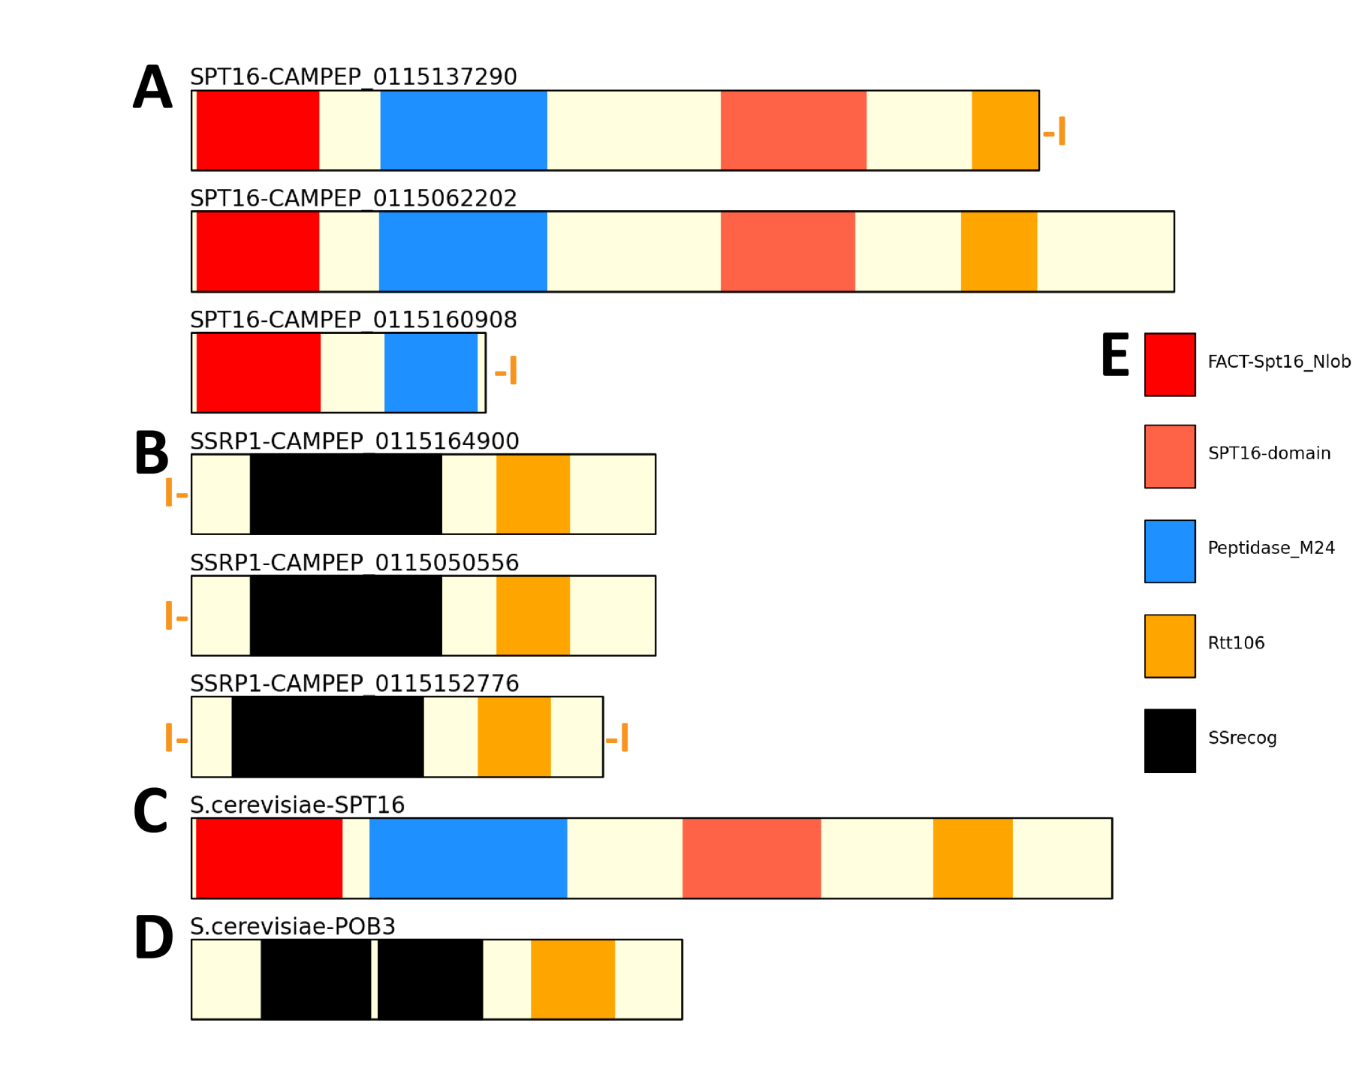 A
SPT16-CAMPEP_0115137290
SPT16-CAMPEP_0115062202
SPT16-CAMPEP_0115160908
B
SSRP1-CAMPEP_0115164900
SSRP1-CAMPEP_0115050556
SSRP1-CAMPEP_0115152776
C
S.cerevisiae-SPT16
D
S.cerevisiae-POB3
E
FACT-Spt16_Nlob
SPT16-domain
Peptidase_M24
Rtt106
SSrecog